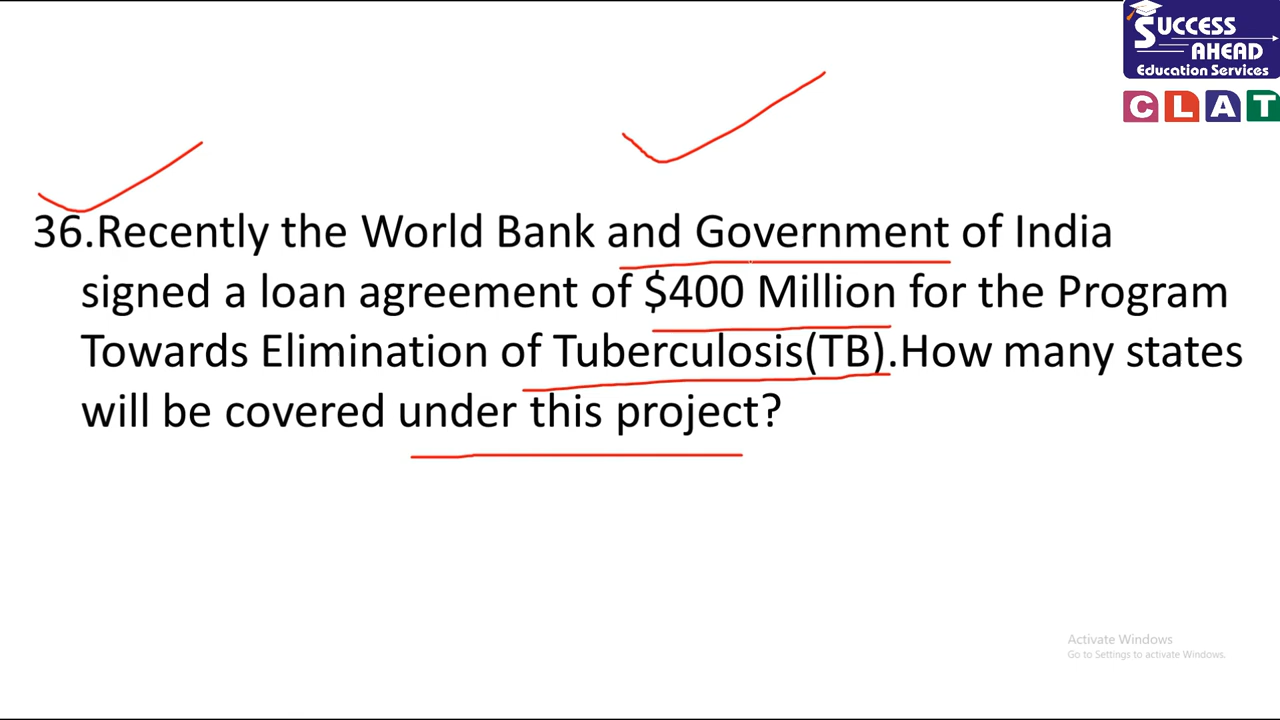 SUCCESS
AHEAD
Education Services
CLAT
36.Recently the World Bank and Government of India
signed a loan agreement of $400 Million for the Program
Towards Elimination of Tuberculosis(TB).How many states
will be covered under this project?
Activate Windows
Go to Settings to activate Windows.